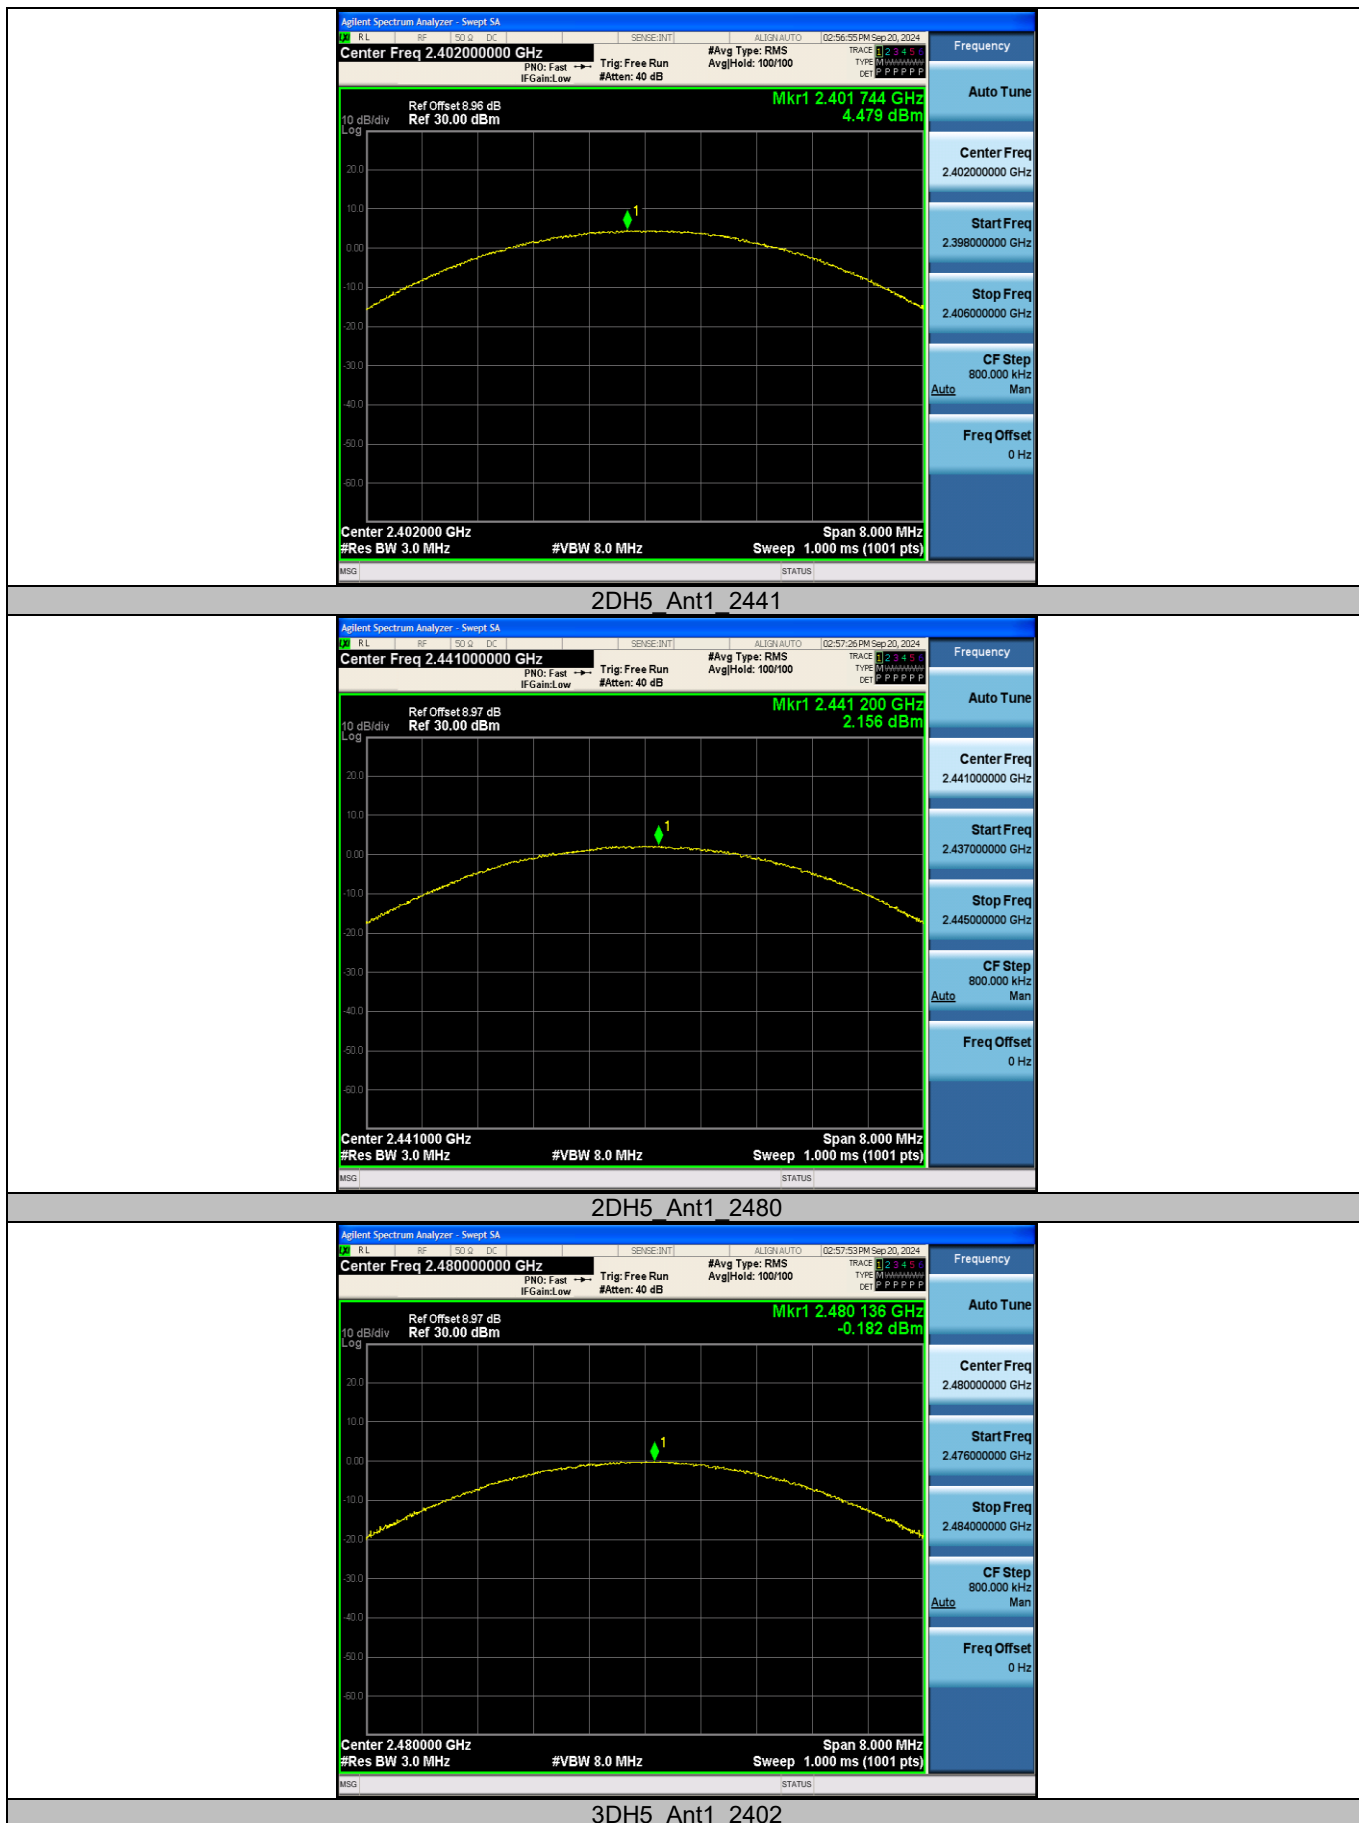 Agilent Spectrum Analyzer - Swept SA
RL RF 50 Ω DC SENSE:INT ALIGN AUTO 02:56:55 PM Sep 20, 2024
Center Freq 2.402000000 GHz
PNO: Fast Trig: Free Run
IFGain:Low #Atten: 40 dB
#Avg Type: RMS
Avg|Hold: 100/100
TRACE 1 2 3 4 5 6
TYPE M
DET P P P P P P
Frequency
Auto Tune
Ref Offset 8.96 dB
10 dB/div Ref 30.00 dBm
Log
Mkr1 2.401 744 GHz
4.479 dBm
1
20.0
10.0
0.00
-10.0
-20.0
-30.0
-40.0
-50.0
-60.0
Center Freq
2.402000000 GHz
Start Freq
2.398000000 GHz
Stop Freq
2.406000000 GHz
CF Step
800.000 kHz
Auto Man
Freq Offset
0 Hz
Center 2.402000 GHz Span 8.000 MHz
#Res BW 3.0 MHz #VBW 8.0 MHz Sweep 1.000 ms (1001 pts)
MSG STATUS
2DH5_Ant1_2441
Agilent Spectrum Analyzer - Swept SA
RL RF 50 Ω DC SENSE:INT ALIGN AUTO 02:57:26 PM Sep 20, 2024
Center Freq 2.441000000 GHz
PNO: Fast Trig: Free Run
IFGain:Low #Atten: 40 dB
#Avg Type: RMS
Avg|Hold: 100/100
TRACE 1 2 3 4 5 6
TYPE M
DET P P P P P P
Frequency
Auto Tune
Ref Offset 8.97 dB
10 dB/div Ref 30.00 dBm
Log
Mkr1 2.441 200 GHz
2.156 dBm
1
20.0
10.0
0.00
-10.0
-20.0
-30.0
-40.0
-50.0
-60.0
Center Freq
2.441000000 GHz
Start Freq
2.437000000 GHz
Stop Freq
2.445000000 GHz
CF Step
800.000 kHz
Auto Man
Freq Offset
0 Hz
Center 2.441000 GHz Span 8.000 MHz
#Res BW 3.0 MHz #VBW 8.0 MHz Sweep 1.000 ms (1001 pts)
MSG STATUS
2DH5_Ant1_2480
Agilent Spectrum Analyzer - Swept SA
RL RF 50 Ω DC SENSE:INT ALIGN AUTO 02:57:53 PM Sep 20, 2024
Center Freq 2.480000000 GHz
PNO: Fast Trig: Free Run
IFGain:Low #Atten: 40 dB
#Avg Type: RMS
Avg|Hold: 100/100
TRACE 1 2 3 4 5 6
TYPE M
DET P P P P P P
Frequency
Auto Tune
Ref Offset 8.97 dB
10 dB/div Ref 30.00 dBm
Log
Mkr1 2.480 136 GHz
-0.182 dBm
1
20.0
10.0
0.00
-10.0
-20.0
-30.0
-40.0
-50.0
-60.0
Center Freq
2.480000000 GHz
Start Freq
2.476000000 GHz
Stop Freq
2.484000000 GHz
CF Step
800.000 kHz
Auto Man
Freq Offset
0 Hz
Center 2.480000 GHz Span 8.000 MHz
#Res BW 3.0 MHz #VBW 8.0 MHz Sweep 1.000 ms (1001 pts)
MSG STATUS
3DH5_Ant1_2402